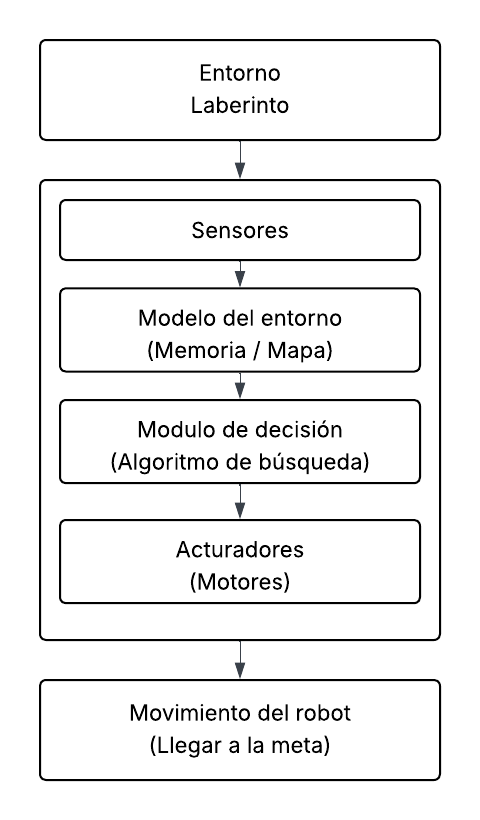 Entorno
Laberinto
Sensores
Modelo del entorno
(Memoria / Mapa)
Modulo de decisión
(Algoritmo de búsqueda)
Acturadores
(Motores)
Movimiento del robot
(Llegar a la meta)